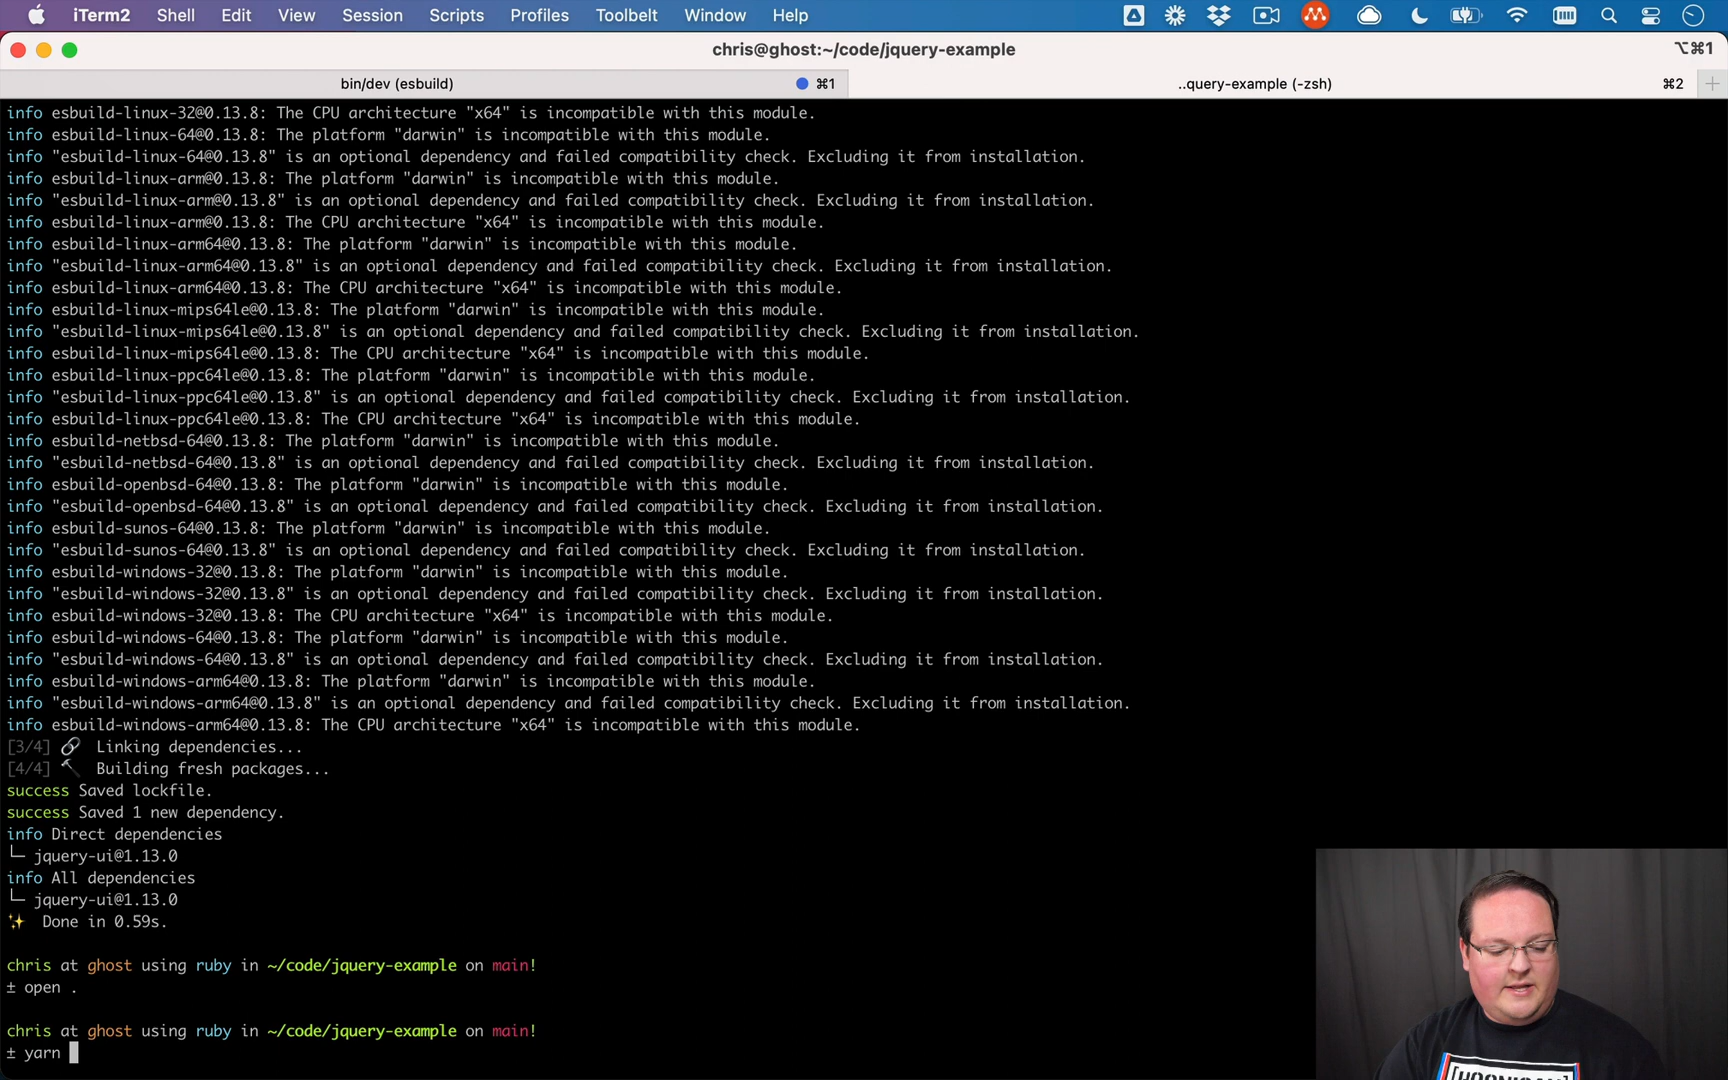 iTerm2 Shell Edit View Session Scripts Profiles Toolbelt Window Help
chris@ghost:~/code/jquery-example
⌥⌘1
bin/dev (esbuild) ⌘1 ..query-example (-zsh) ⌘2
info esbuild-linux-32@0.13.8: The CPU architecture "x64" is incompatible with this module.
info esbuild-linux-64@0.13.8: The platform "darwin" is incompatible with this module.
info "esbuild-linux-64@0.13.8" is an optional dependency and failed compatibility check. Excluding it from installation.
info esbuild-linux-arm@0.13.8: The platform "darwin" is incompatible with this module.
info "esbuild-linux-arm@0.13.8" is an optional dependency and failed compatibility check. Excluding it from installation.
info esbuild-linux-arm@0.13.8: The CPU architecture "x64" is incompatible with this module.
info esbuild-linux-arm64@0.13.8: The platform "darwin" is incompatible with this module.
info "esbuild-linux-arm64@0.13.8" is an optional dependency and failed compatibility check. Excluding it from installation.
info esbuild-linux-arm64@0.13.8: The CPU architecture "x64" is incompatible with this module.
info esbuild-linux-mips64le@0.13.8: The platform "darwin" is incompatible with this module.
info "esbuild-linux-mips64le@0.13.8" is an optional dependency and failed compatibility check. Excluding it from installation.
info esbuild-linux-mips64le@0.13.8: The CPU architecture "x64" is incompatible with this module.
info esbuild-linux-ppc64le@0.13.8: The platform "darwin" is incompatible with this module.
info "esbuild-linux-ppc64le@0.13.8" is an optional dependency and failed compatibility check. Excluding it from installation.
info esbuild-linux-ppc64le@0.13.8: The CPU architecture "x64" is incompatible with this module.
info esbuild-netbsd-64@0.13.8: The platform "darwin" is incompatible with this module.
info "esbuild-netbsd-64@0.13.8" is an optional dependency and failed compatibility check. Excluding it from installation.
info esbuild-openbsd-64@0.13.8: The platform "darwin" is incompatible with this module.
info "esbuild-openbsd-64@0.13.8" is an optional dependency and failed compatibility check. Excluding it from installation.
info esbuild-sunos-64@0.13.8: The platform "darwin" is incompatible with this module.
info "esbuild-sunos-64@0.13.8" is an optional dependency and failed compatibility check. Excluding it from installation.
info esbuild-windows-32@0.13.8: The platform "darwin" is incompatible with this module.
info "esbuild-windows-32@0.13.8" is an optional dependency and failed compatibility check. Excluding it from installation.
info esbuild-windows-32@0.13.8: The CPU architecture "x64" is incompatible with this module.
info esbuild-windows-64@0.13.8: The platform "darwin" is incompatible with this module.
info "esbuild-windows-64@0.13.8" is an optional dependency and failed compatibility check. Excluding it from installation.
info esbuild-windows-arm64@0.13.8: The platform "darwin" is incompatible with this module.
info "esbuild-windows-arm64@0.13.8" is an optional dependency and failed compatibility check. Excluding it from installation.
info esbuild-windows-arm64@0.13.8: The CPU architecture "x64" is incompatible with this module.
[3/4] 🔗 Linking dependencies...
[4/4] 🔨 Building fresh packages...
success Saved lockfile.
success Saved 1 new dependency.
info Direct dependencies
└─ jquery-ui@1.13.0
info All dependencies
└─ jquery-ui@1.13.0
✨ Done in 0.59s.
chris at ghost using ruby in ~/code/jquery-example on main!
± open .
chris at ghost using ruby in ~/code/jquery-example on main!
± yarn